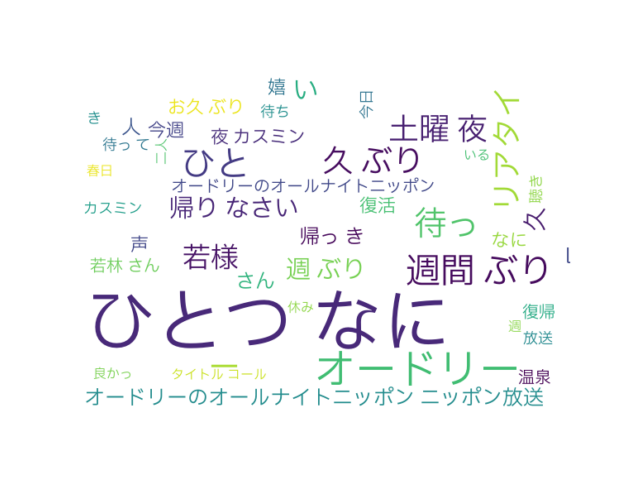 嬉
い
お久 ぶり
待ち
今日
リアタイ
き
人 今週
土曜 夜
待って
二人
夜 カスミン
ひと
久 ぶり
いる
春日
オードリーのオールナイトニッポン
聴き
カスミン
帰り なさい
復活
待っ
久
声
帰っ き
なに
若林 さん
若様
週 ぶり
さん
週間 ぶり
l
ひとつ なに
休み
復帰
週
放送
ー
オードリー
良かっ
タイトル コール
温泉
オードリーのオールナイトニッポン ニッポン放送